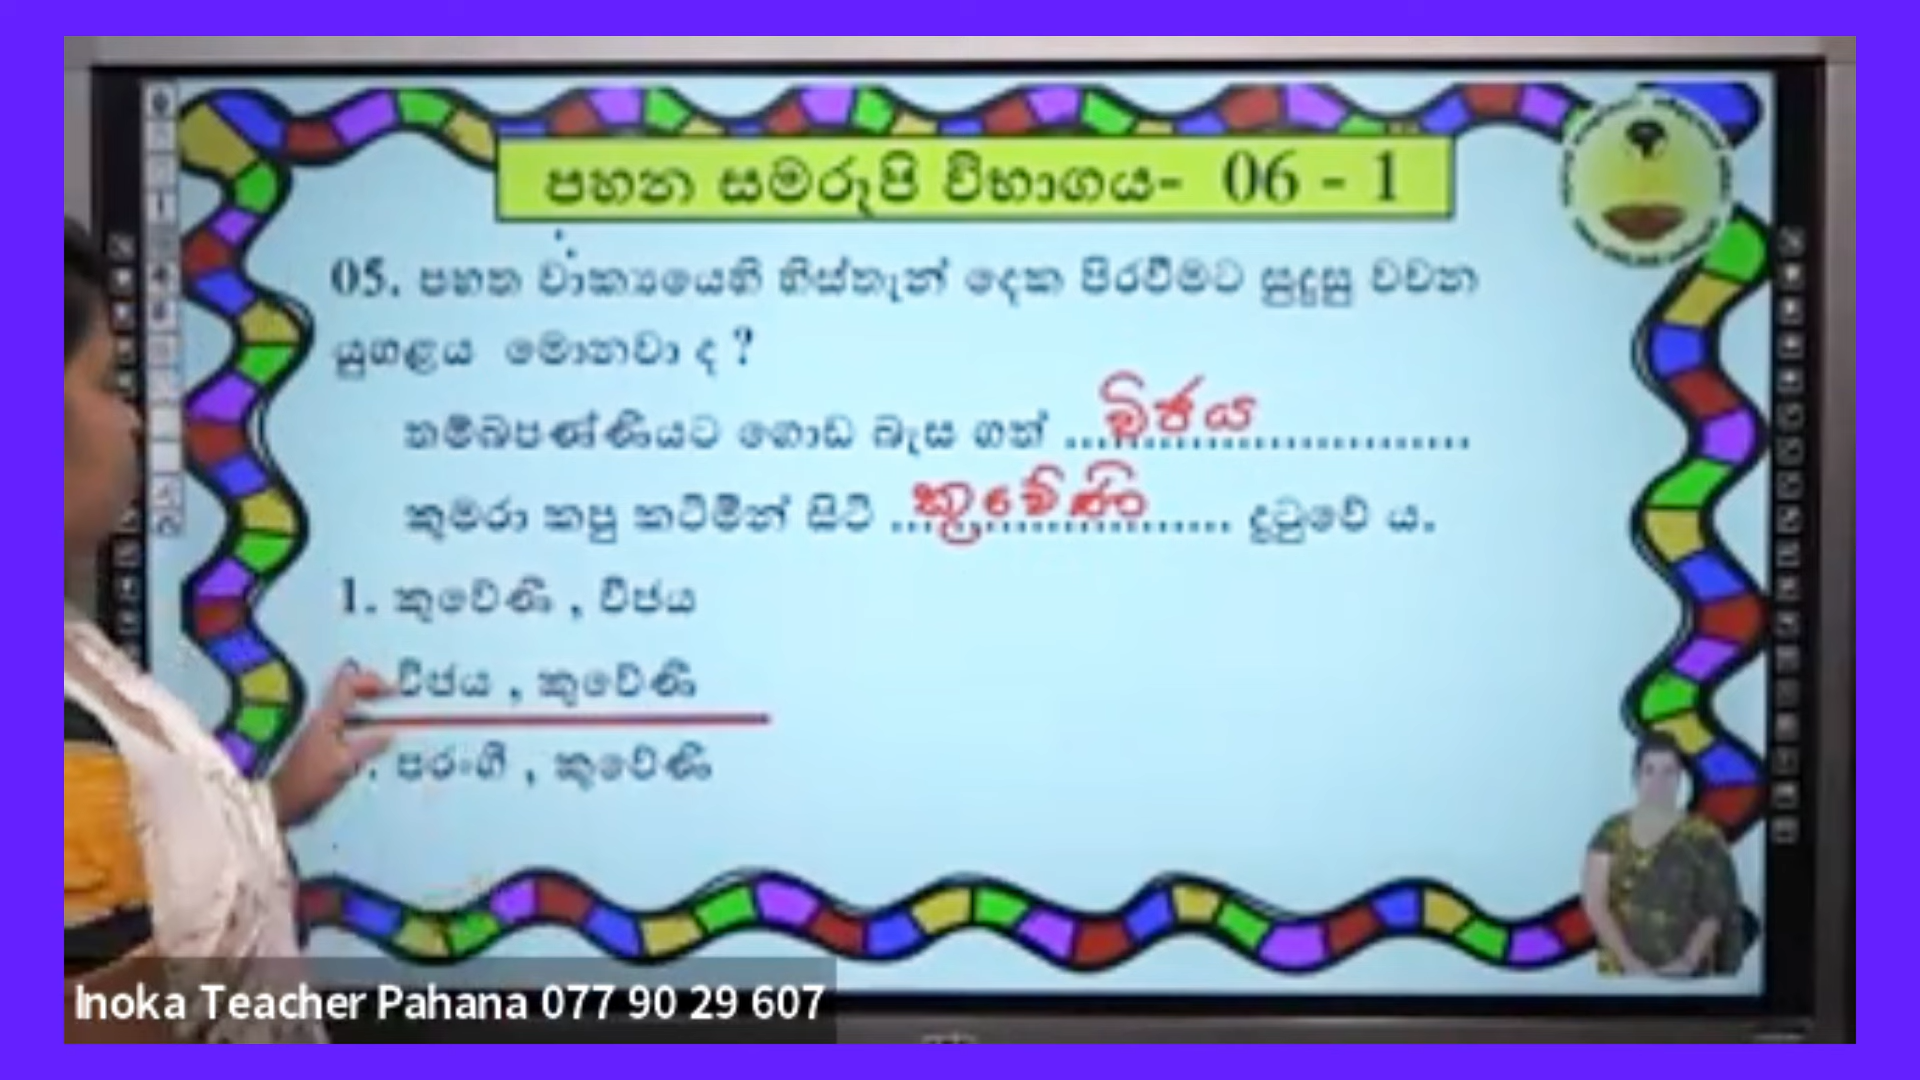 පහන සමරූපි විභාගය- 06 - 1
05. පහත වාක්‍යයෙහි හිස්තැන් දෙක පිරවීමට සුදුසු වචන
යුගළය මොනවා ද ?
තම්බපණ්ණියට ගොඩ බැස ගත් විජය
කුමරා කපු කටිමින් සිටි කුවේණි දුටුවේ ය.
1. කුවේණි , විජය
විජය , කුවේණි
පරංගි , කුවේණි
Inoka Teacher Pahana 077 90 29 607